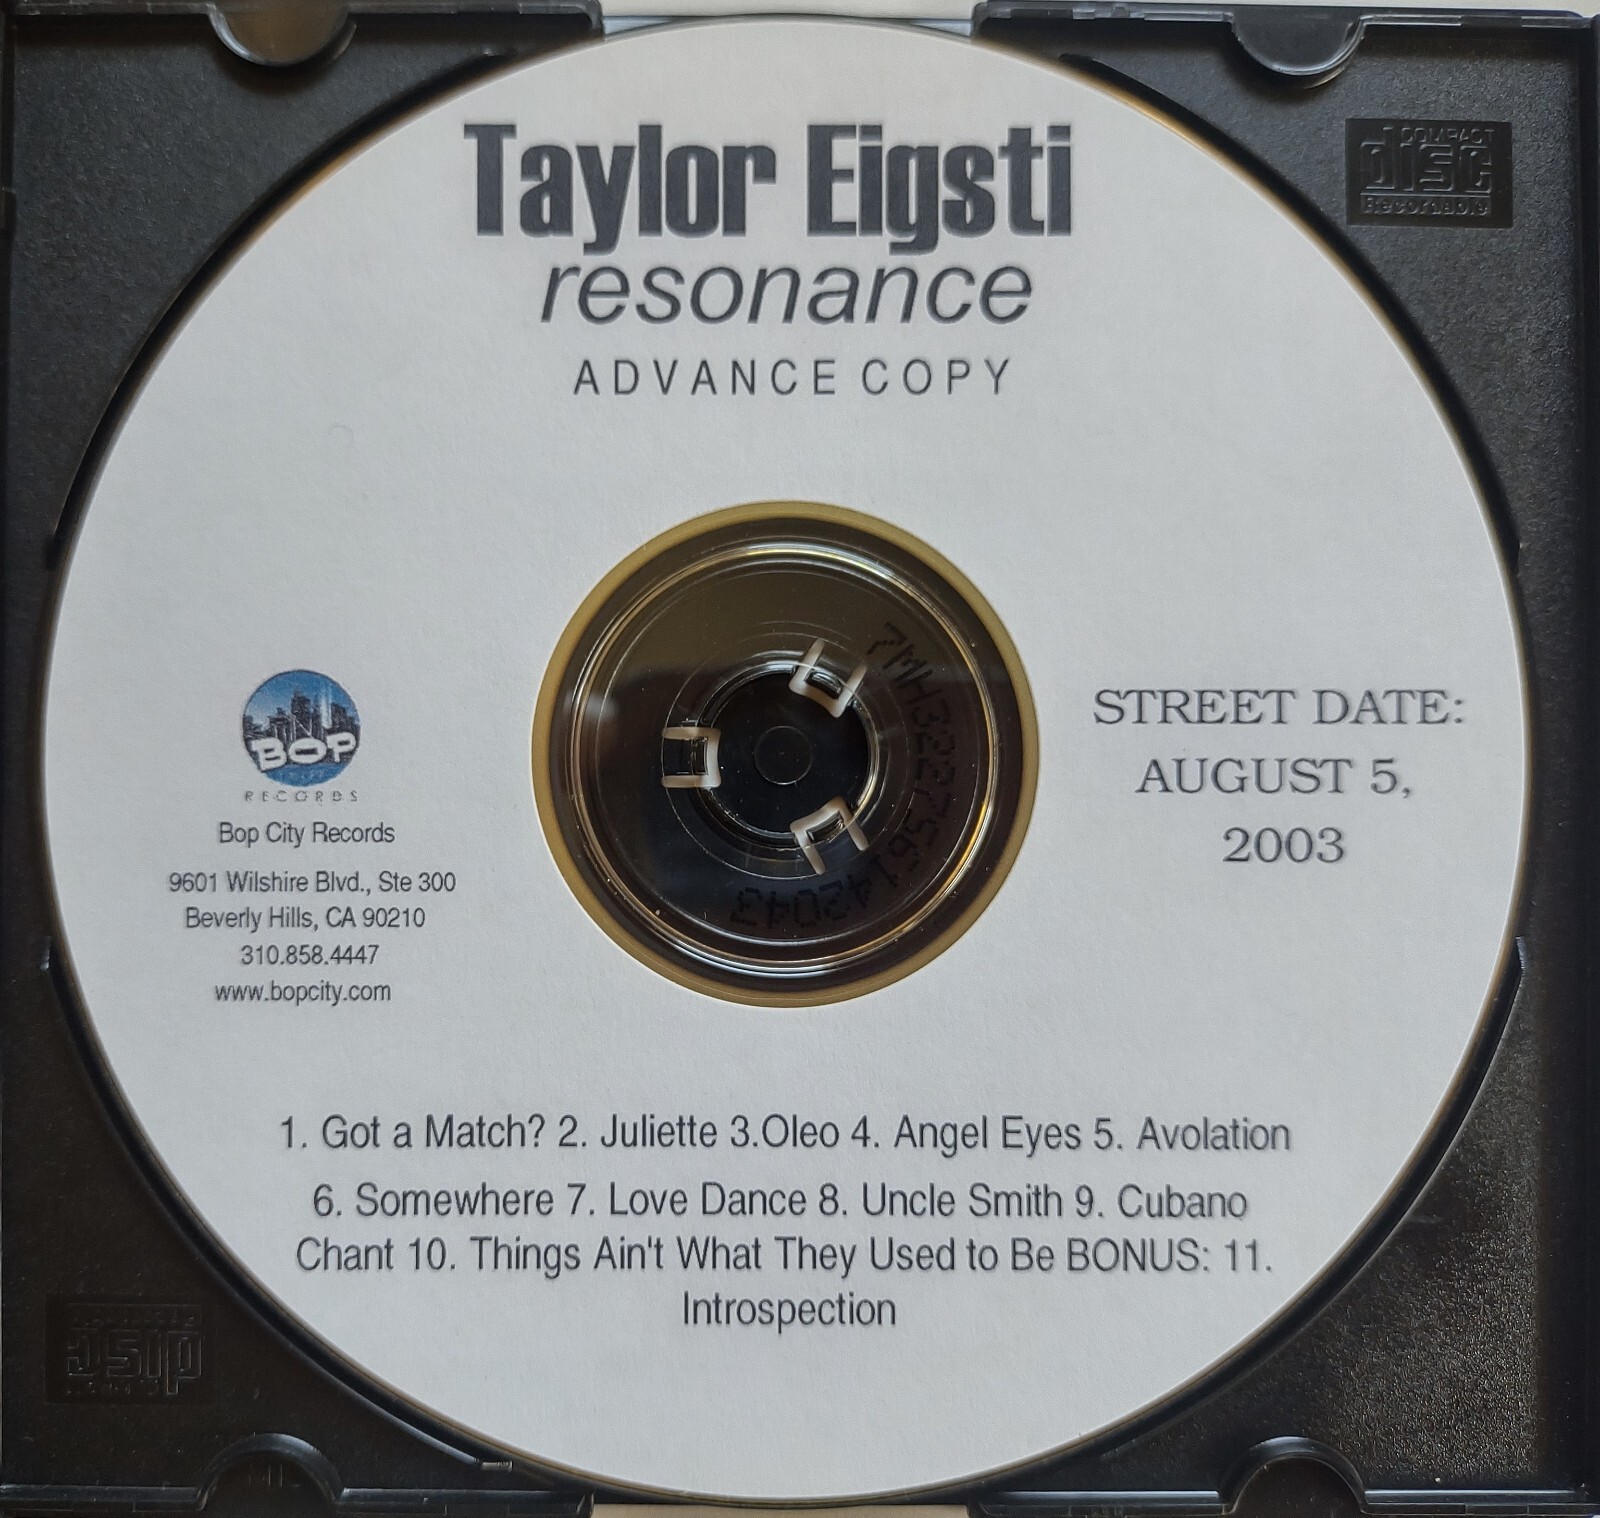 Taylor Eigsti
resonance
ADVANCE COPY
COMPACT
disc
Recordable
BOP
RECORDS
Bop City Records
9601 Wilshire Blvd., Ste 300
Beverly Hills, CA 90210
310.858.4447
www.bopcity.com
STREET DATE:
AUGUST 5,
2003
1. Got a Match? 2. Juliette 3.Oleo 4. Angel Eyes 5. Avolation
6. Somewhere 7. Love Dance 8. Uncle Smith 9. Cubano
Chant 10. Things Ain't What They Used to Be BONUS: 11.
Introspection
disc